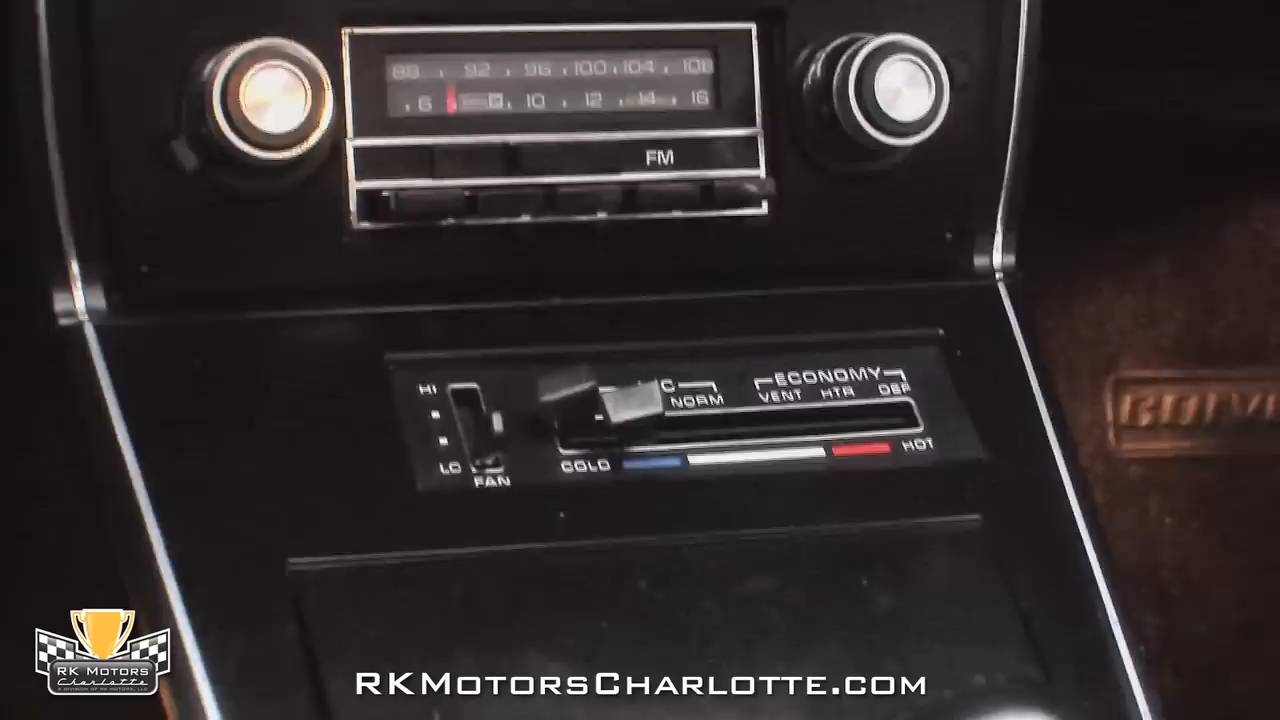 88 . 92 . 96 . 100 . 104 . 108
. 6 8 . 10 . 12 . 14 . 16
FM
HI
ECONOMY
NORM VENT HTR DEF
LO COLD HOT
FAN
RK MOTORS
Charlotte
RKMOTORSCHARLOTTE.COM